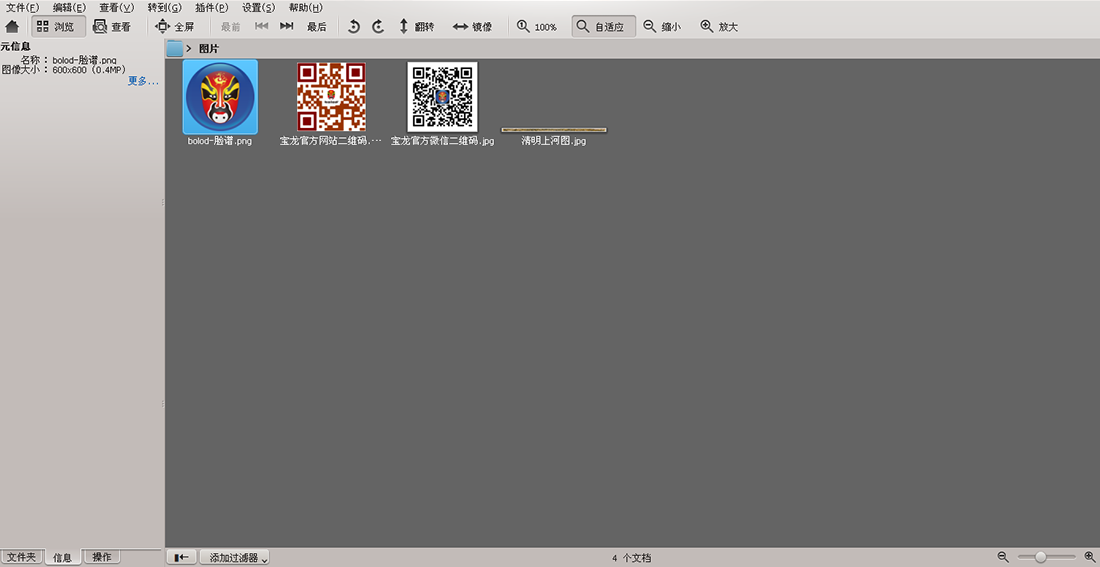 文件(F) 编辑(E) 查看(V) 转到(G) 插件(P) 设置(S) 帮助(H)
浏览 查看 全屏 最前 最后 翻转 镜像 100% 自适应 缩小 放大
元信息
名称: bolod-脸谱.png
图像大小: 600x600 (0.4MP)
更多...
图片
bolod-脸谱.png 宝龙官方网站二维码.… 宝龙官方微信二维码.jpg 清明上河图.jpg
文件夹 信息 操作 添加过滤器 4 个文档